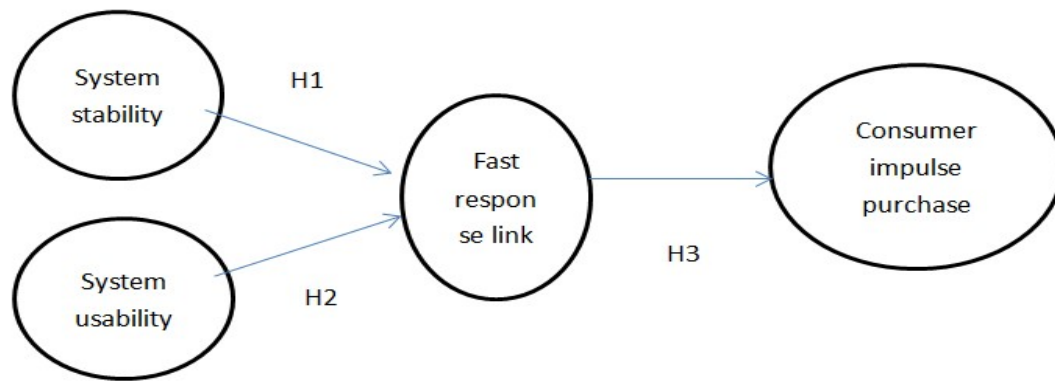 System
stability
H1
Fast
respon
se link
Consumer
impulse
purchase
System
usability
H2
H3